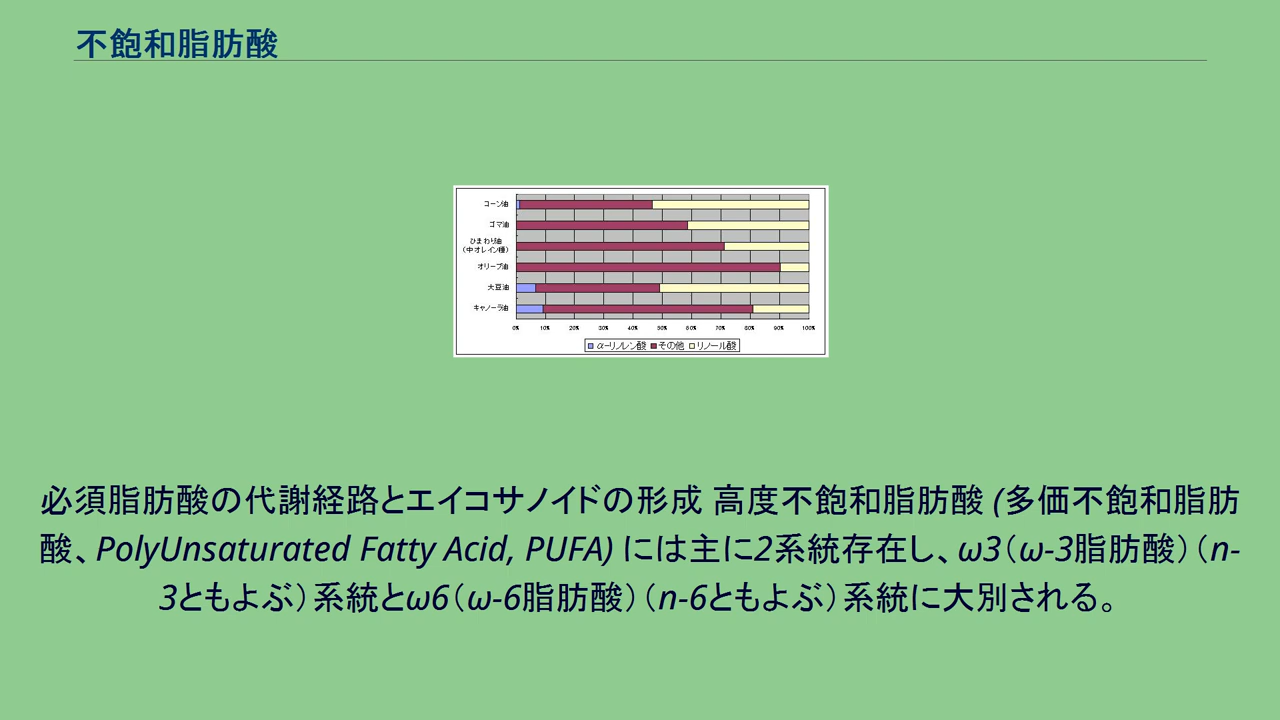 不飽和脂肪酸
コーン油
ゴマ油
ひまわり油
(中オレイン種)
オリーブ油
大豆油
キャノーラ油
0% 10% 20% 30% 40% 50% 60% 70% 80% 90% 100%
α-リノレン酸 その他 リノール酸
必須脂肪酸の代謝経路とエイコサノイドの形成 高度不飽和脂肪酸 (多価不飽和脂肪
酸、PolyUnsaturated Fatty Acid, PUFA) には主に2系統存在し、ω3（ω-3脂肪酸）（n-
3ともよぶ）系統とω6（ω-6脂肪酸）（n-6ともよぶ）系統に大別される。